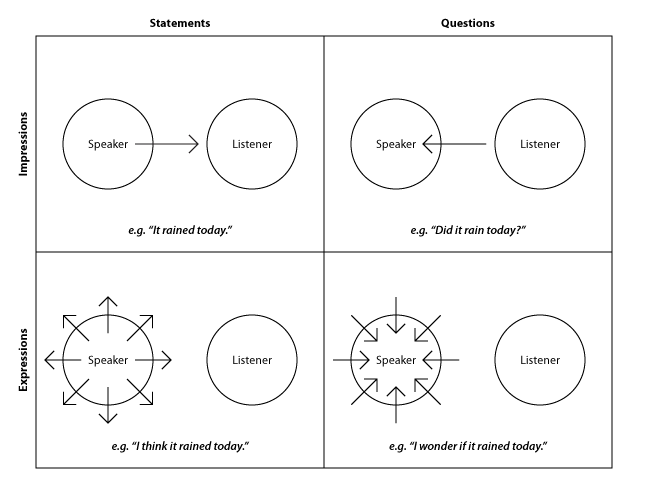 Statements
Questions
Impressions
Speaker
Listener
Speaker
Listener
e.g. “It rained today.”
e.g. “Did it rain today?”
Expressions
Speaker
Listener
Speaker
Listener
e.g. “I think it rained today.”
e.g. “I wonder if it rained today.”